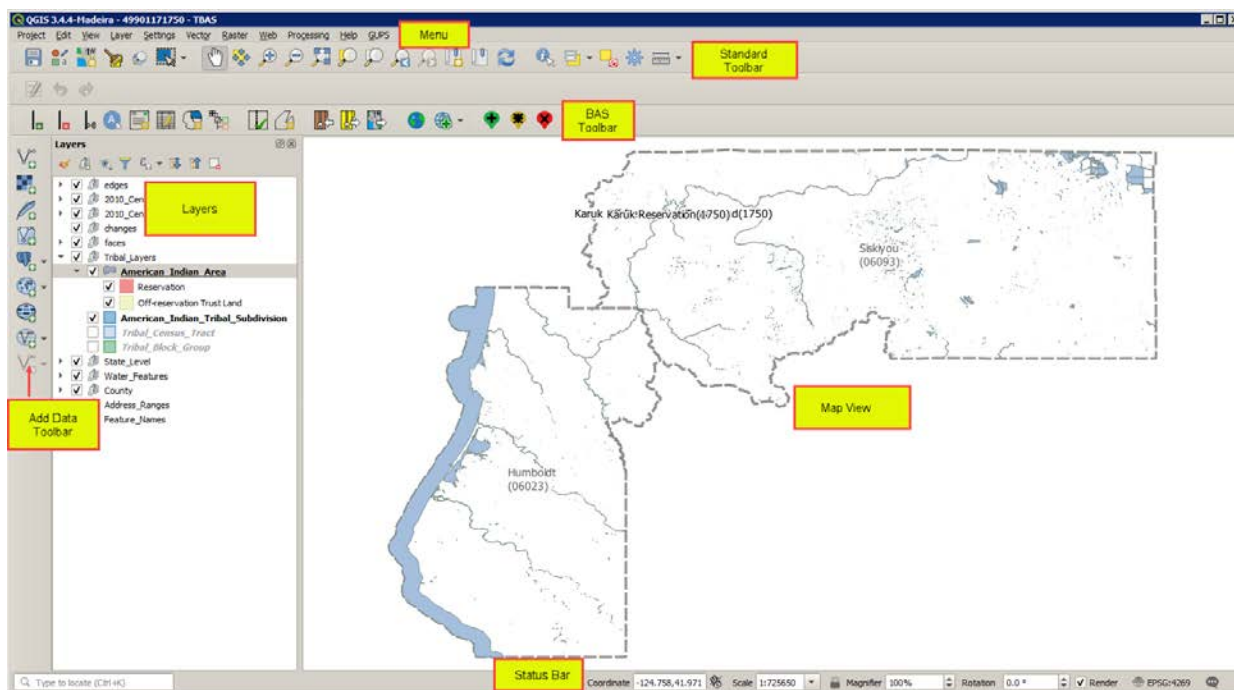 QGIS 3.4.4-Madeira - 49901171750 - TBAS
Project Edit View Layer Settings Vector Raster Web Processing Help GUPS
Menu
Standard
Toolbar
BAS
Toolbar
Layers
edges
2010_Cen
2010_Cen
changes
faces
Tribal_Layers
American_Indian_Area
Reservation
Off-reservation Trust Land
American_Indian_Tribal_Subdivision
Tribal_Census_Tract
Tribal_Block_Group
State_Level
Water_Features
County
Address_Ranges
Feature_Names
Layers
Add Data
Toolbar
Karuk Karuk Reservation(1750) d(1750)
Siskiyou
(06093)
Map View
Humboldt
(06023)
Status Bar
Type to locate (Ctrl+K)
Coordinate -124.758,41.971 Scale 1:725650 Magnifier 100% Rotation 0.0 ° Render EPSG:4269